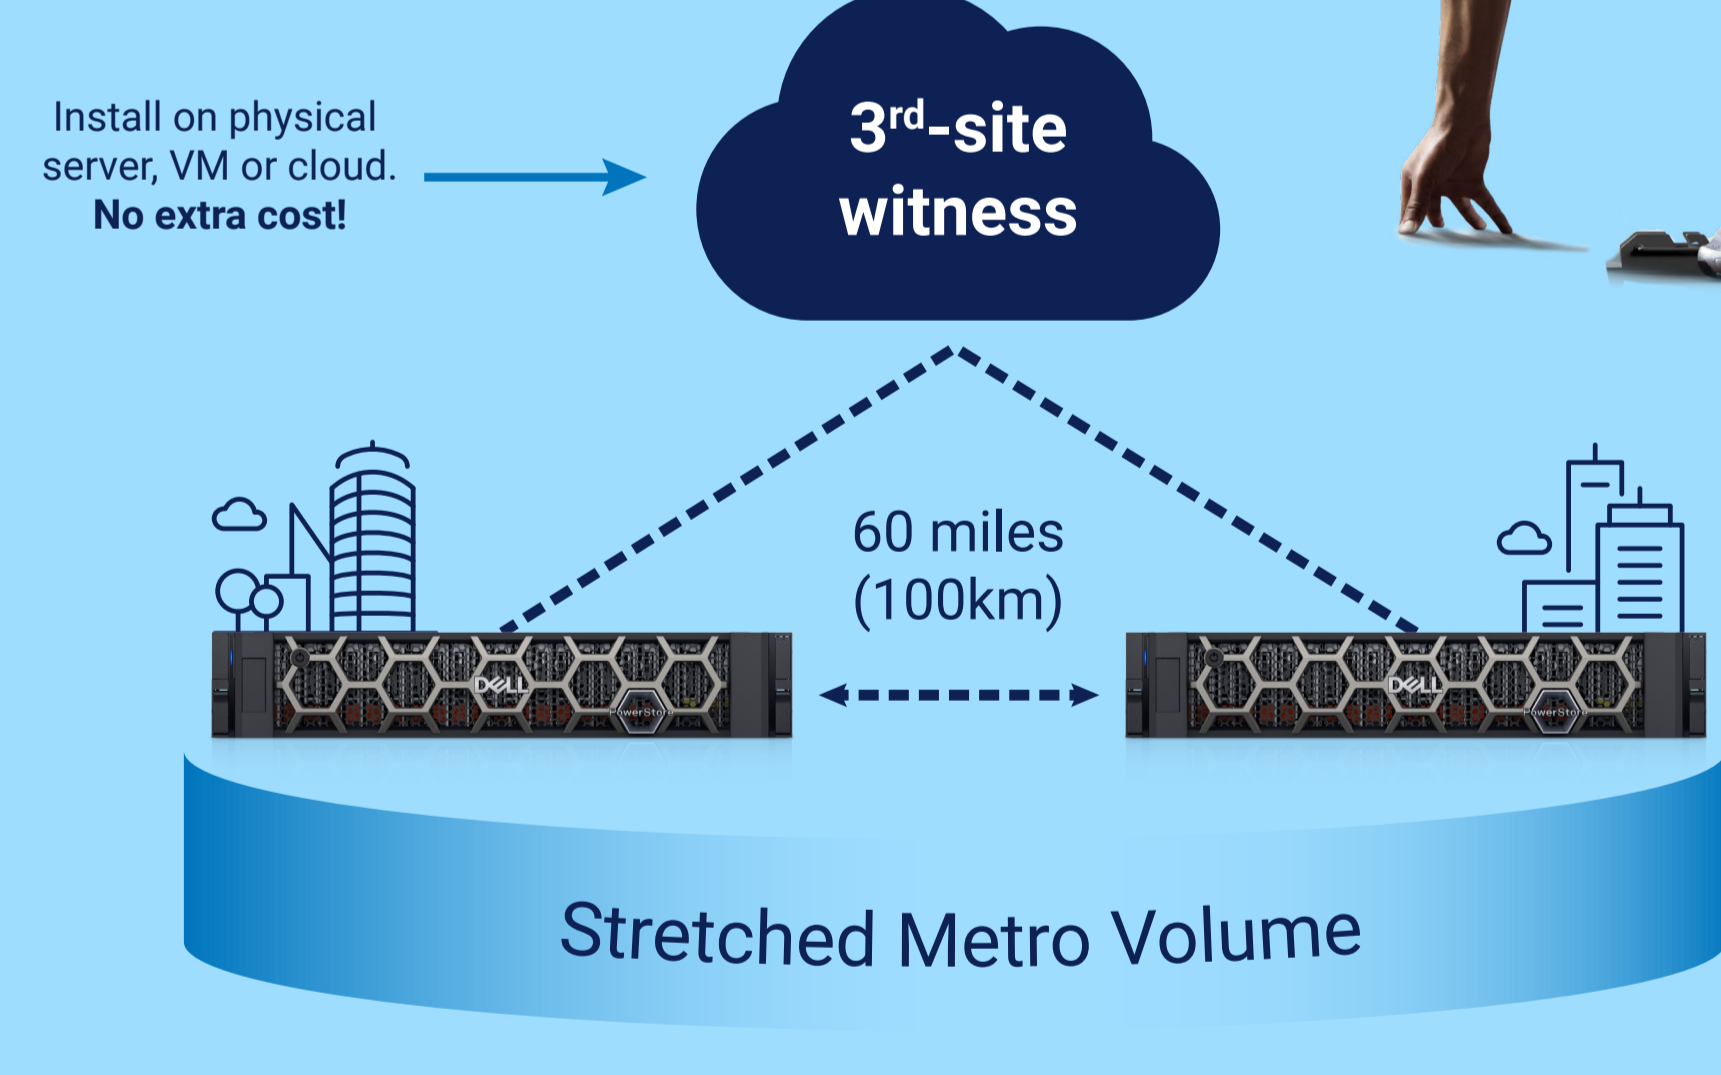 Install on physical
server, VM or cloud.
No extra cost!
3rd-site
witness
60 miles
(100km)
DELL
PowerStore
DELL
PowerStore
Stretched Metro Volume